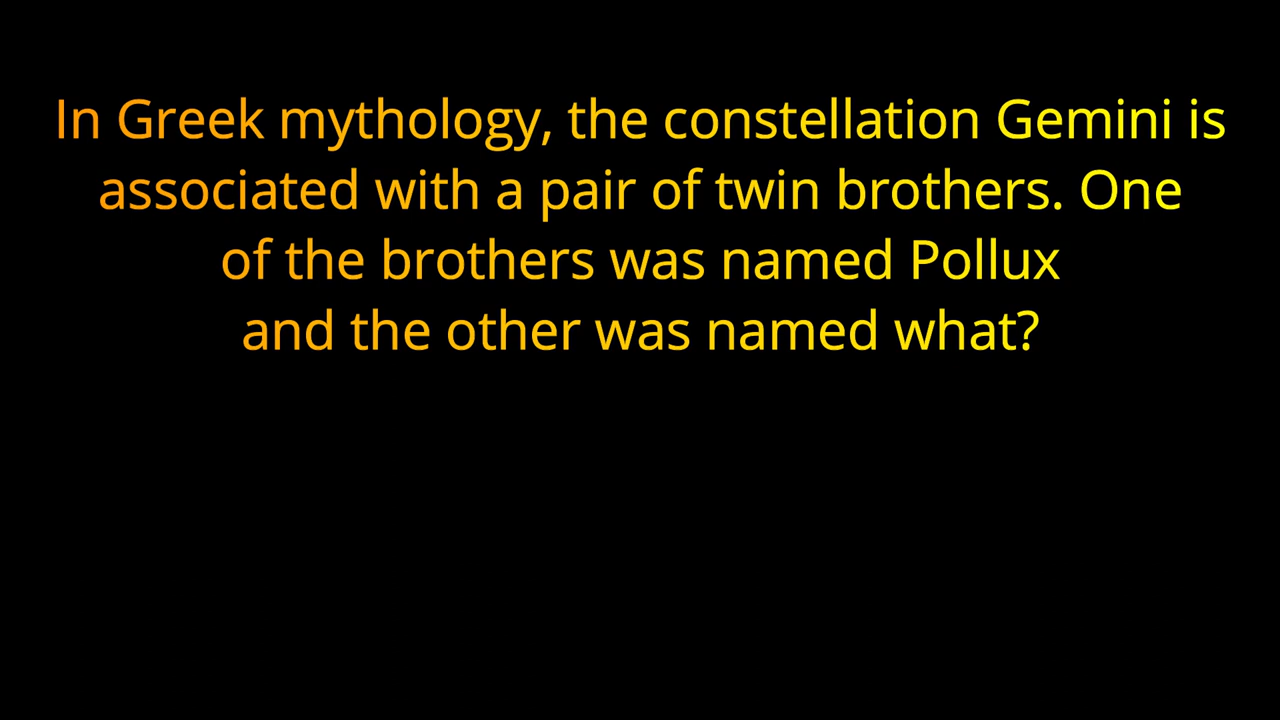 In Greek mythology, the constellation Gemini is
associated with a pair of twin brothers. One
of the brothers was named Pollux
and the other was named what?